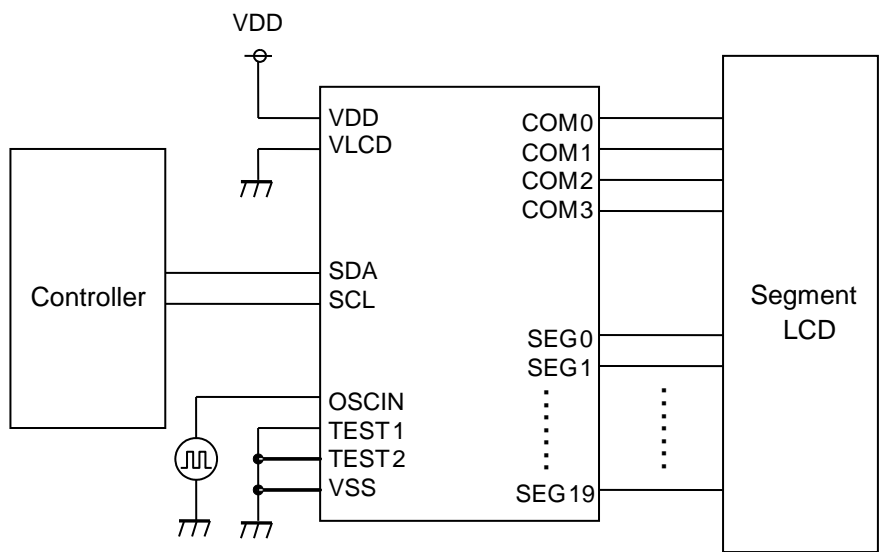 VDD
VDD
VLCD
SDA
SCL
OSCIN
TEST1
TEST2
VSS
COM0
COM1
COM2
COM3
SEG0
SEG1
SEG19
Controller
Segment
LCD